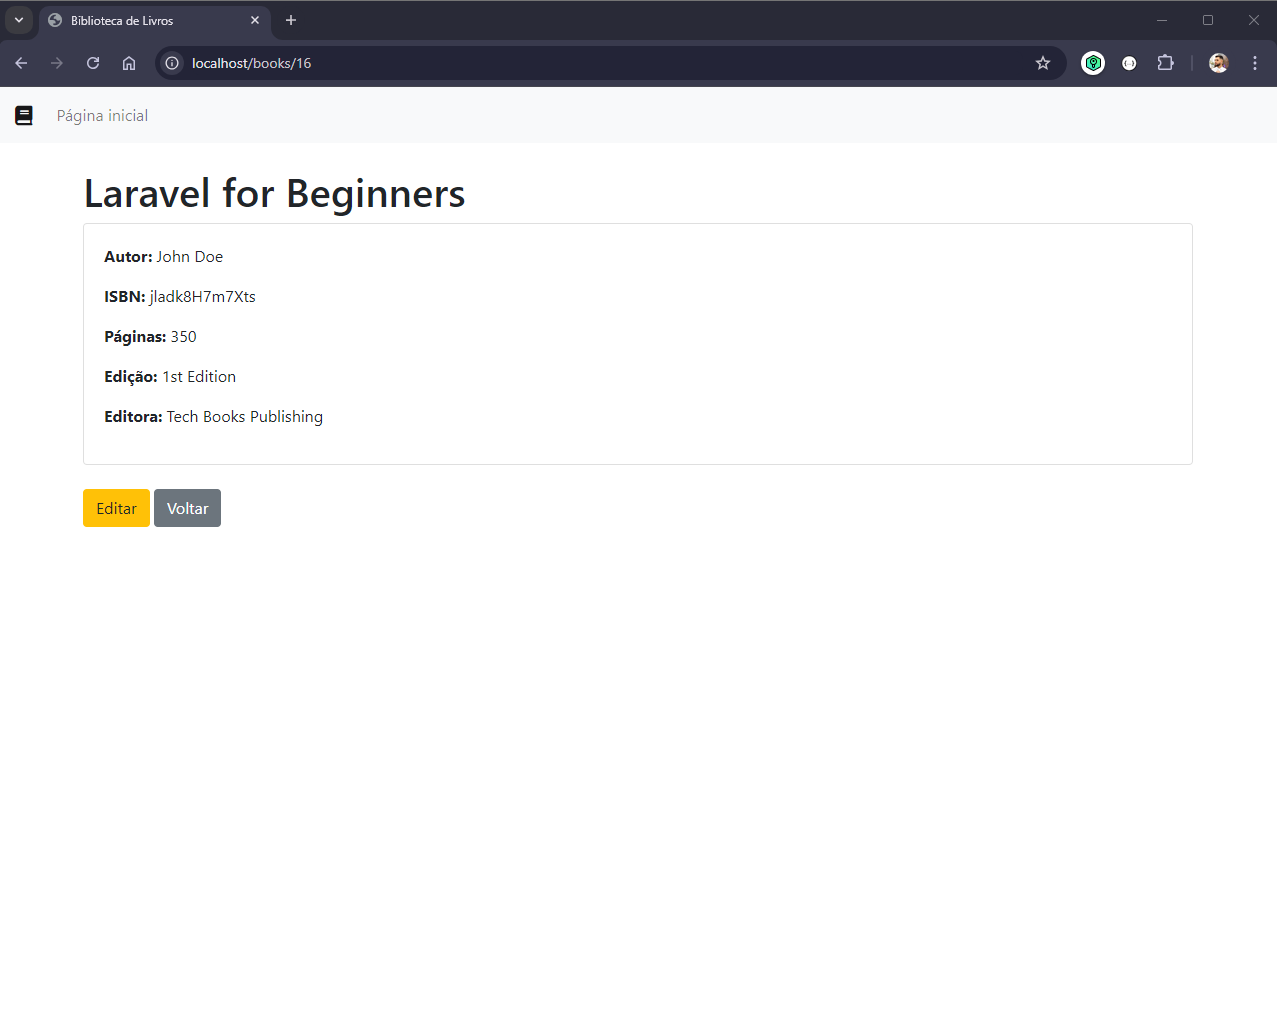 Biblioteca de Livros
localhost/books/16
Página inicial
Laravel for Beginners
Autor: John Doe
ISBN: jladk8H7m7Xts
Páginas: 350
Edição: 1st Edition
Editora: Tech Books Publishing
Editar Voltar